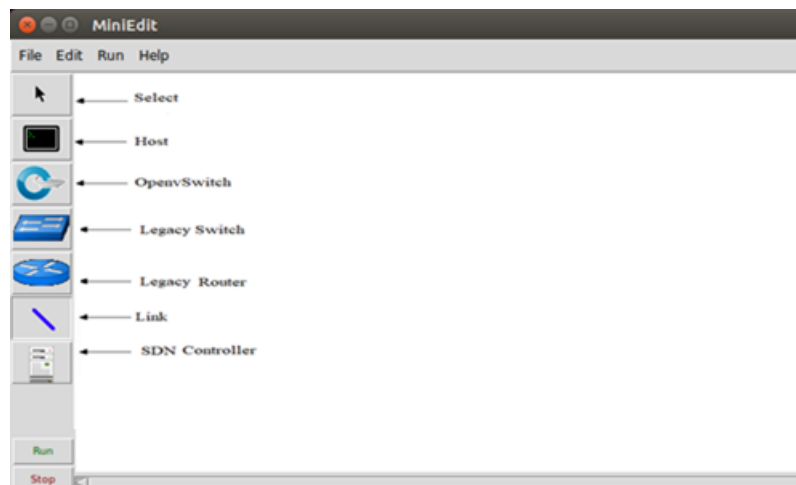 MiniEdit
File Edit Run Help
Select
Host
OpenvSwitch
Legacy Switch
Legacy Router
Link
SDN Controller
Run
Stop